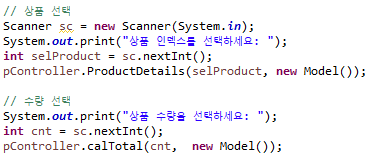 // 상품 선택
Scanner sc = new Scanner(System.in);
System.out.print("상품 인덱스를 선택하세요: ");
int selProduct = sc.nextInt();
pController.ProductDetails(selProduct, new Model());
// 수량 선택
System.out.print("상품 수량을 선택하세요: ");
int cnt = sc.nextInt();
pController.calTotal(cnt,  new Model());